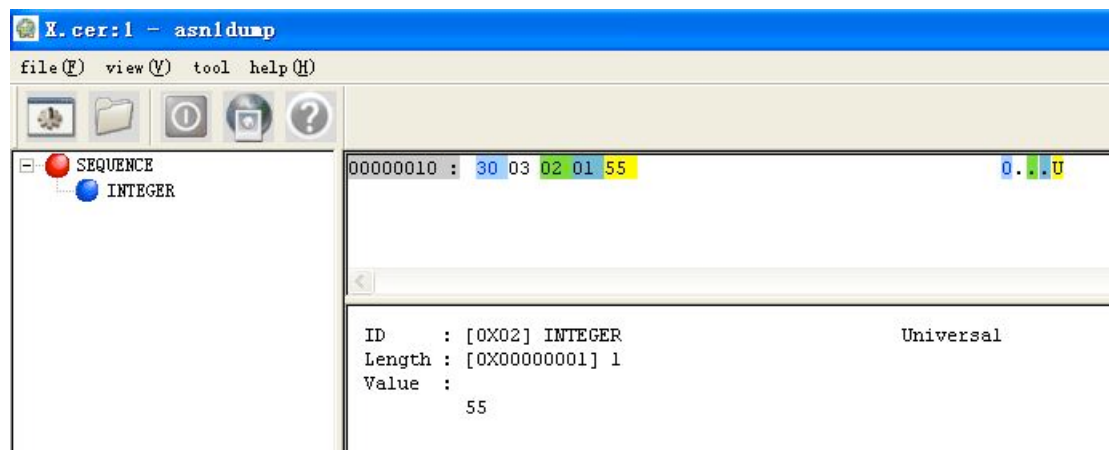 X.cer:1 - asn1dump
file(F) view(V) tool help(H)
SEQUENCE
INTEGER
00000010 : 30 03 02 01 55 0...U
ID : [0X02] INTEGER Universal
Length : [0X00000001] 1
Value :
55